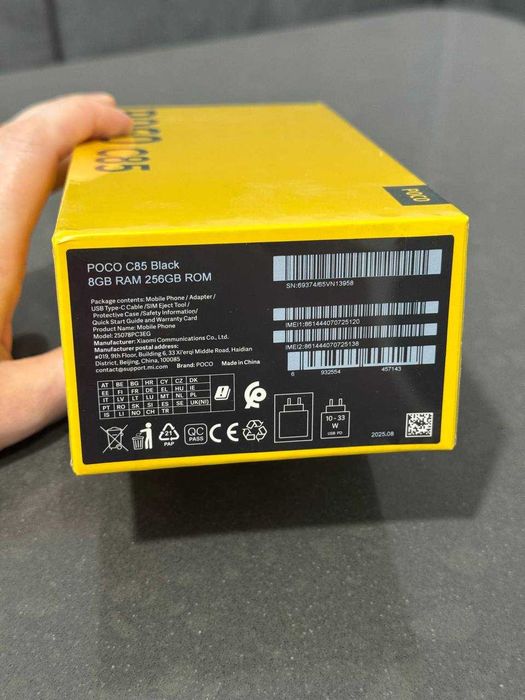 POCO C85
POCO
POCO C85 Black
8GB RAM 256GB ROM
Package contents: Mobile Phone / Adapter /
USB Type-C Cable /SIM Eject Tool /
Protective Case /Safety Information/
Quick Start Guide and Warranty Card
Product Name: Mobile Phone
Model: 25078PC3EG
Manufacturer: Xiaomi Communications Co., Ltd.
Manufacturer postal address:
#019, 9th Floor, Building 6, 33 Xi'erqi Middle Road, Haidian
District, Beijing, China, 100085
contact@support.mi.com Brand: POCO Made in China
SN:69374/65VN13958
IMEI1:861444070725120
IMEI2:861444070725138
6 932554 457143
AT BE BG HR CY CZ DK
EE FI FR DE EL HU IE
IT LV LT LU MT NL PL
PT RO SK SI ES SE UK(NI)
IS LI NO CH TR
21
PAP
QC
PASS
CE
10 - 33
W
USB PD
2025.08